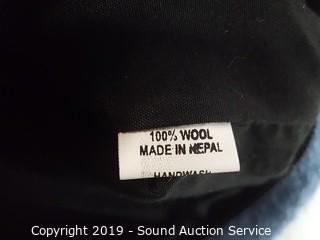 100% WOOL
MADE IN NEPAL
HANDWASH
Copyright 2019 - Sound Auction Service